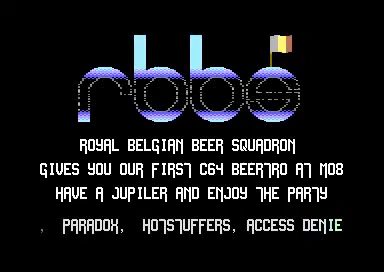 rbbs
ROYAL BELGIAN BEER SQUADRON
GIVES YOU OUR FIRST C64 BEERTRO AT MO8
HAVE A JUPILER AND ENJOY THE PARTY
, PARADOX, HOTSTUFFERS, ACCESS DENIE